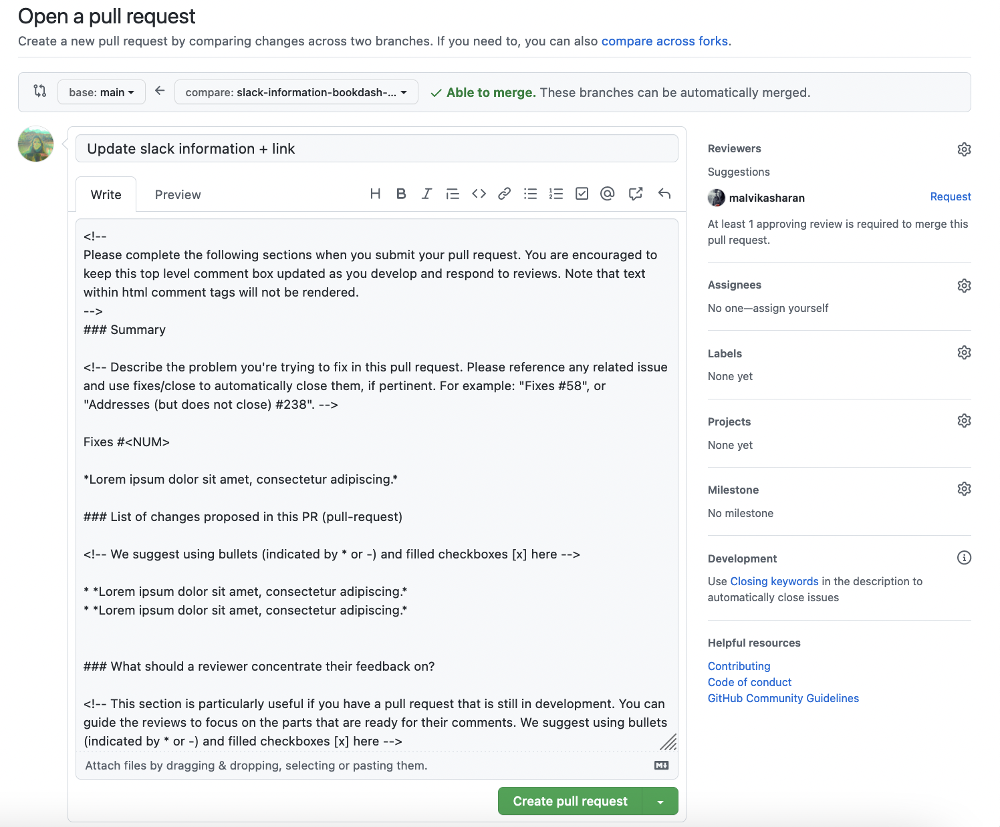 Open a pull request
Create a new pull request by comparing changes across two branches. If you need to, you can also compare across forks.
base: main
compare: slack-information-bookdash-...
Able to merge. These branches can be automatically merged.
Update slack information + link
Write
Preview
<!--
Please complete the following sections when you submit your pull request. You are encouraged to
keep this top level comment box updated as you develop and respond to reviews. Note that text
within html comment tags will not be rendered.
-->
### Summary
<!-- Describe the problem you're trying to fix in this pull request. Please reference any related issue
and use fixes/close to automatically close them, if pertinent. For example: "Fixes #58", or
"Addresses (but does not close) #238". -->
Fixes #<NUM>
*Lorem ipsum dolor sit amet, consectetur adipiscing.*
### List of changes proposed in this PR (pull-request)
<!-- We suggest using bullets (indicated by * or -) and filled checkboxes [x] here -->
* *Lorem ipsum dolor sit amet, consectetur adipiscing.*
* *Lorem ipsum dolor sit amet, consectetur adipiscing.*
### What should a reviewer concentrate their feedback on?
<!-- This section is particularly useful if you have a pull request that is still in development. You can
guide the reviews to focus on the parts that are ready for their comments. We suggest using bullets
(indicated by * or -) and filled checkboxes [x] here -->
Attach files by dragging & dropping, selecting or pasting them.
Create pull request
Reviewers
Suggestions
malvikasharan
Request
At least 1 approving review is required to merge this
pull request.
Assignees
No one—assign yourself
Labels
None yet
Projects
None yet
Milestone
No milestone
Development
Use Closing keywords in the description to
automatically close issues
Helpful resources
Contributing
Code of conduct
GitHub Community Guidelines